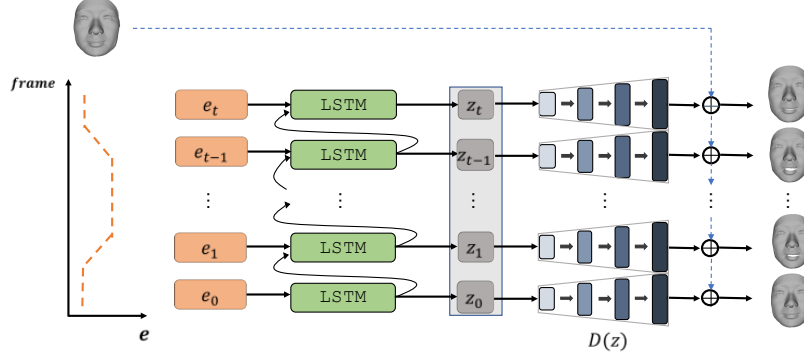 frame
e_t LSTM z_t
e_{t−1} LSTM z_{t−1}
⋮ ⋮ ⋮ ⋮ ⋮ ⋮
e_1 LSTM z_1
e_0 LSTM z_0
e D(z)